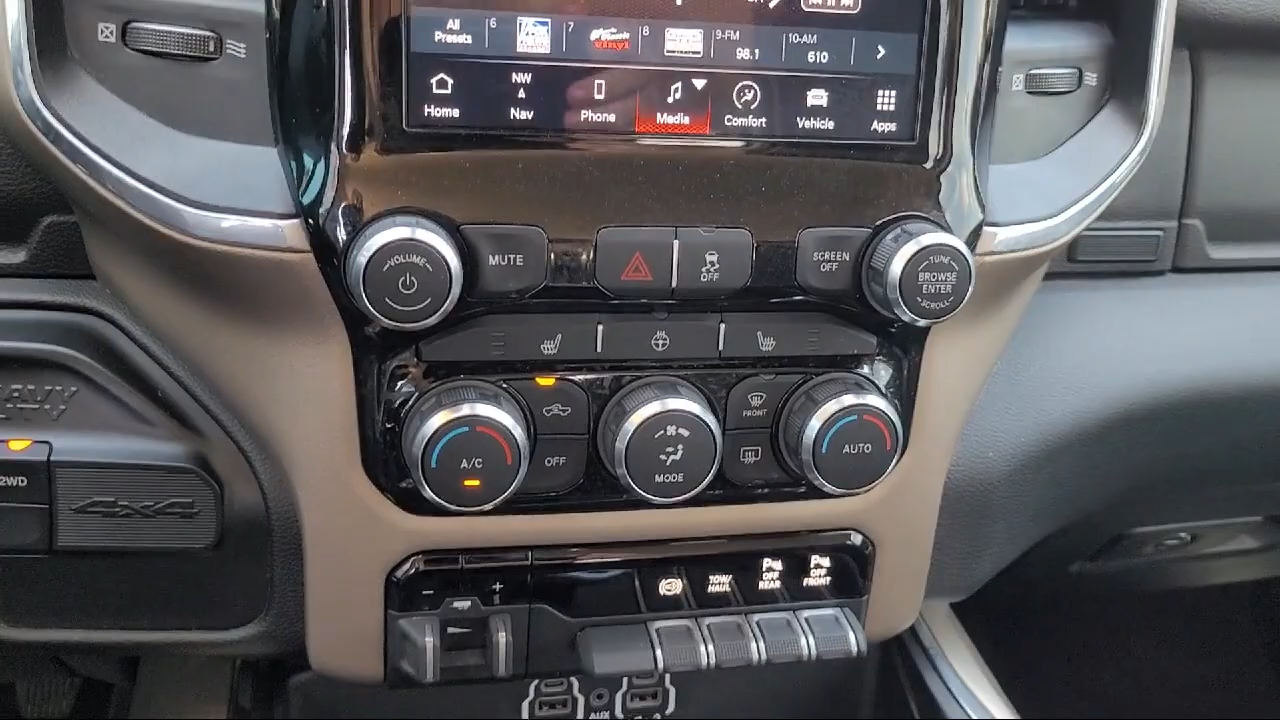 All
Presets
6
7
vinyl
8
9-FM
98.1
10-AM
610
Home
NW
Nav
Phone
Media
Comfort
Vehicle
Apps
VOLUME
MUTE
OFF
SCREEN
OFF
TUNE
BROWSE
ENTER
SCROLL
A/C
OFF
MODE
FRONT
AUTO
2WD
4x4
- +
TOW/
HAUL
OFF
REAR
OFF
FRONT
AUX